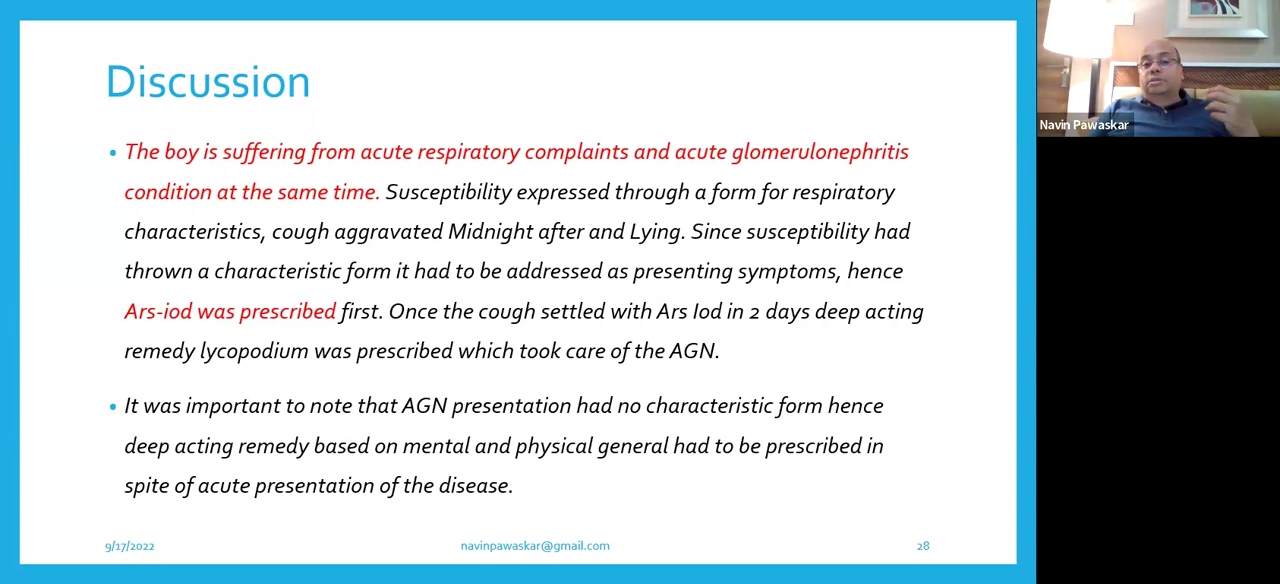 Discussion
• The boy is suffering from acute respiratory complaints and acute glomerulonephritis
condition at the same time. Susceptibility expressed through a form for respiratory
characteristics, cough aggravated Midnight after and Lying. Since susceptibility had
thrown a characteristic form it had to be addressed as presenting symptoms, hence
Ars-iod was prescribed first. Once the cough settled with Ars Iod in 2 days deep acting
remedy lycopodium was prescribed which took care of the AGN.
• It was important to note that AGN presentation had no characteristic form hence
deep acting remedy based on mental and physical general had to be prescribed in
spite of acute presentation of the disease.
9/17/2022 navinpawaskar@gmail.com 28
Navin Pawaskar